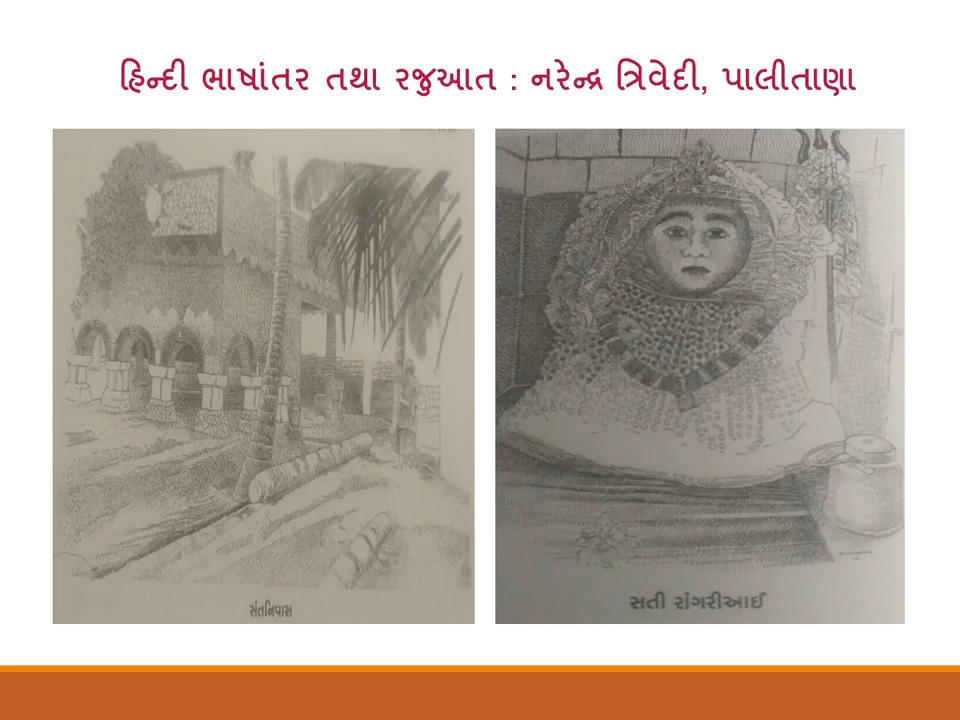 હિન્દી ભાષાંતર તથા રજુઆત : નરેન્દ્ર ત્રિવેદી, પાલીતાણા
સંતનિવાસ
સતી રાંગરીઆઈ